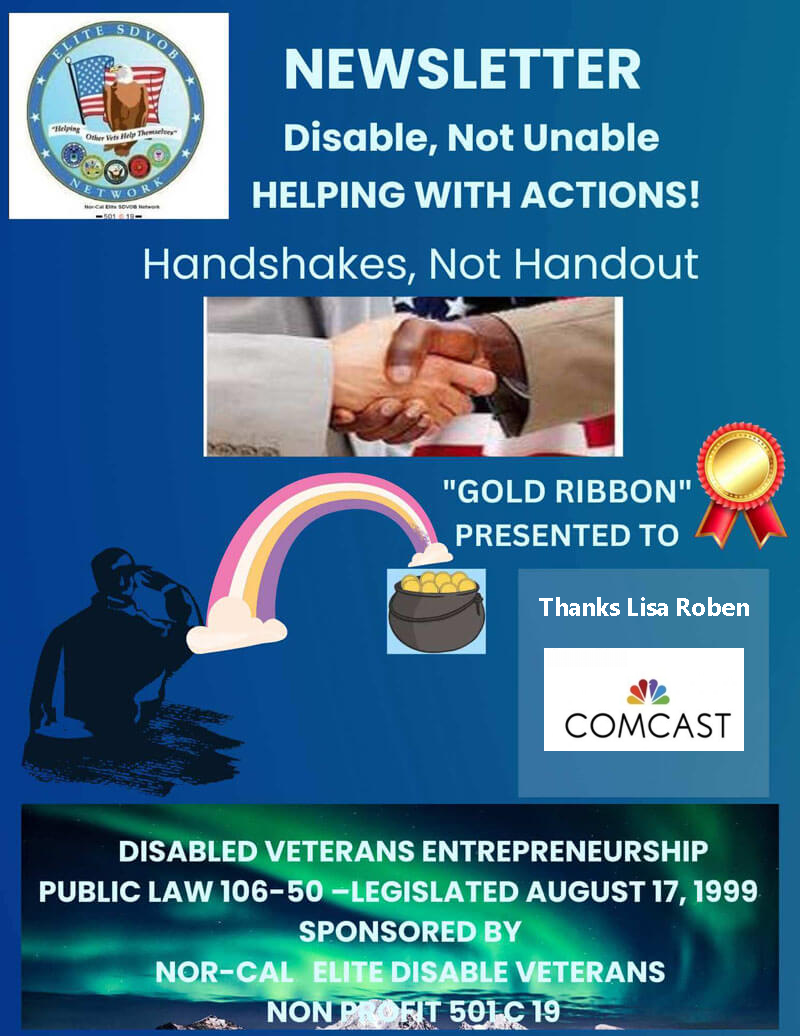 ELITE SDVOB
"Helping Other Vets Help Themselves"
NETWORK
Nor-Cal Elite SDVOB Network
501 C 19
NEWSLETTER
Disable, Not Unable
HELPING WITH ACTIONS!
Handshakes, Not Handout
"GOLD RIBBON"
PRESENTED TO
Thanks Lisa Roben
COMCAST
DISABLED VETERANS ENTREPRENEURSHIP
PUBLIC LAW 106-50 –LEGISLATED AUGUST 17, 1999
SPONSORED BY
NOR-CAL ELITE DISABLE VETERANS
NON PROFIT 501 C 19